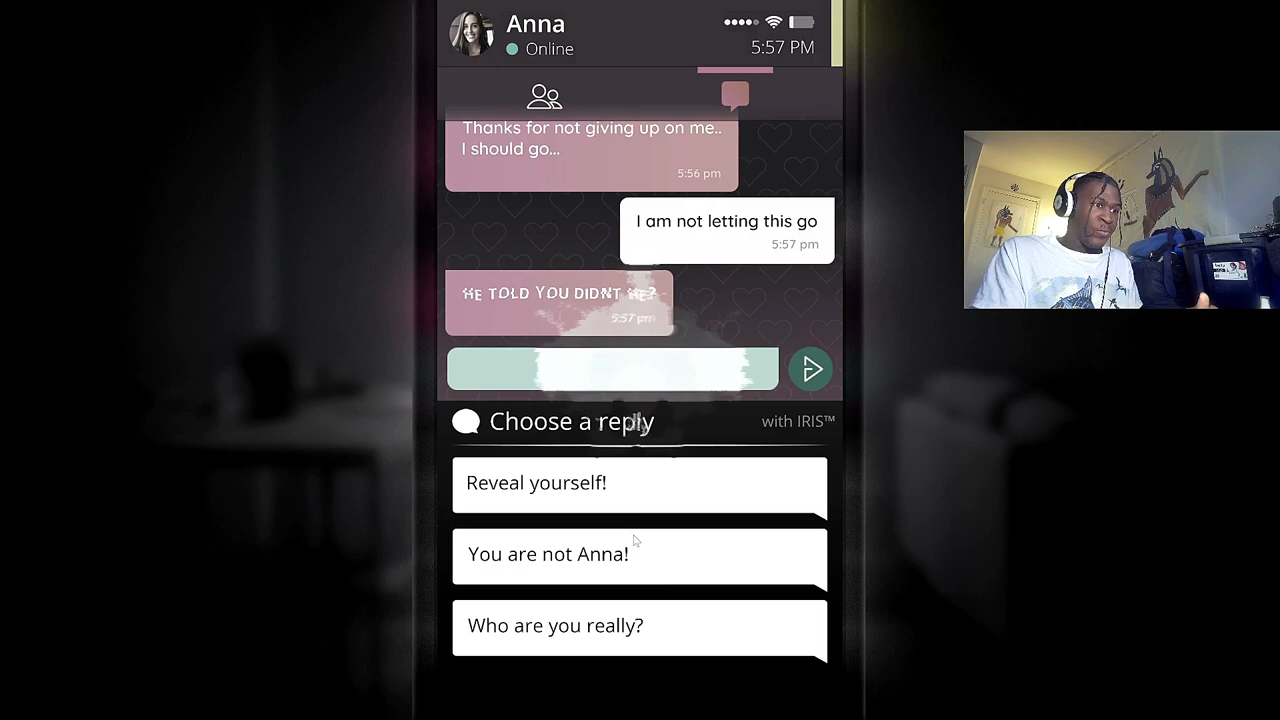 Anna
Online
5:57 PM
Thanks for not giving up on me..
I should go...
5:56 pm
I am not letting this go
5:57 pm
HE TOLD YOU DIDNT HE?
5:57 pm
Choose a reply
with IRIS™
Reveal yourself!
You are not Anna!
Who are you really?